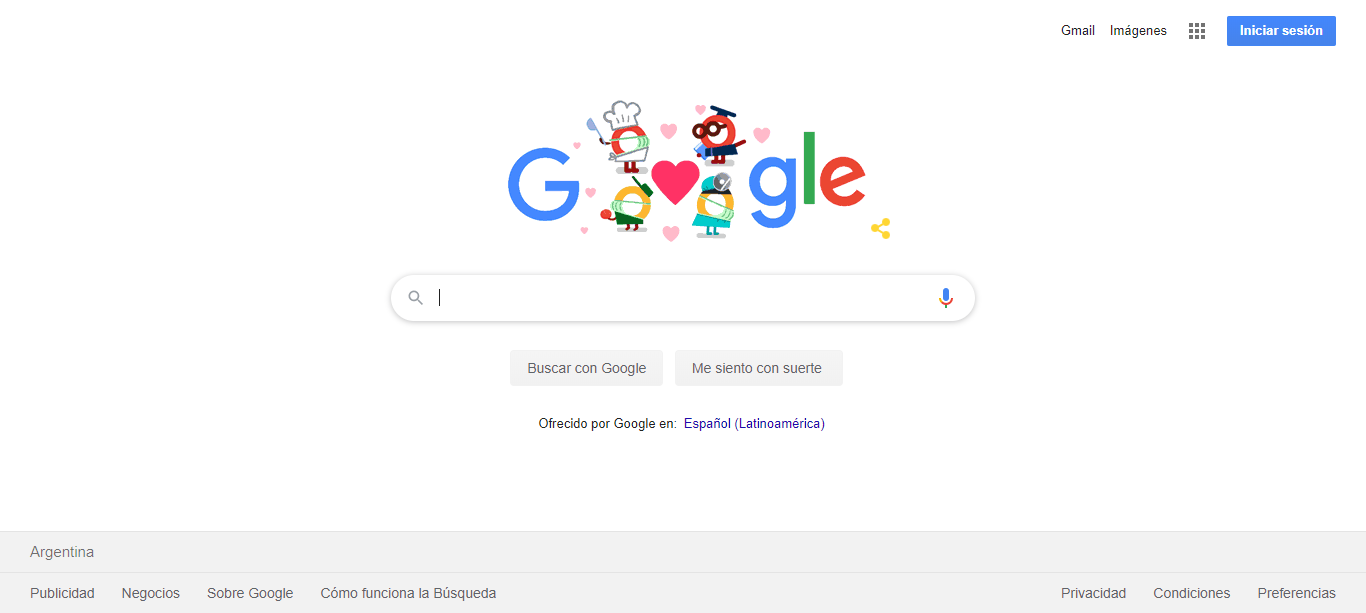 Gmail Imágenes Iniciar sesión
Google
Buscar con Google Me siento con suerte
Ofrecido por Google en: Español (Latinoamérica)
Argentina
Publicidad Negocios Sobre Google Cómo funciona la Búsqueda Privacidad Condiciones Preferencias